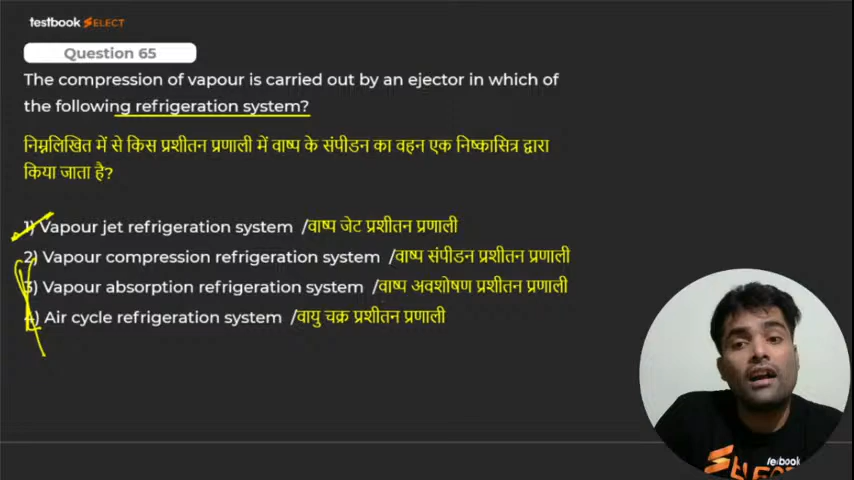 testbook SELECT
Question 65
The compression of vapour is carried out by an ejector in which of
the following refrigeration system?
निम्नलिखित में से किस प्रशीतन प्रणाली में वाष्प के संपीडन का वहन एक निष्कासित्र द्वारा
किया जाता है?
1) Vapour jet refrigeration system /वाष्प जेट प्रशीतन प्रणाली
2) Vapour compression refrigeration system /वाष्प संपीडन प्रशीतन प्रणाली
3) Vapour absorption refrigeration system /वाष्प अवशोषण प्रशीतन प्रणाली
4) Air cycle refrigeration system /वायु चक्र प्रशीतन प्रणाली
testbook
SELECT